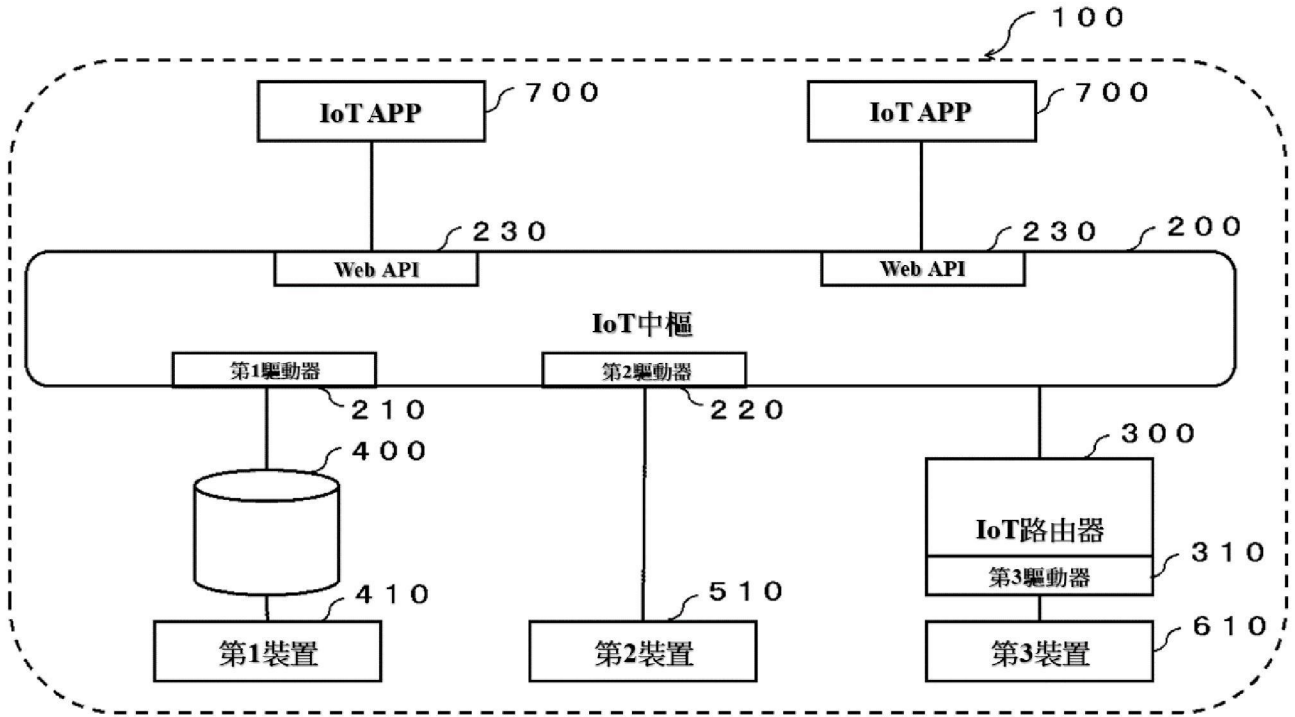 100
IoT APP
700
IoT APP
700
230
230
200
Web API
Web API
IoT中樞
第1驅動器
第2驅動器
210
220
400
300
IoT路由器
第3驅動器
310
410
510
610
第1裝置
第2裝置
第3裝置